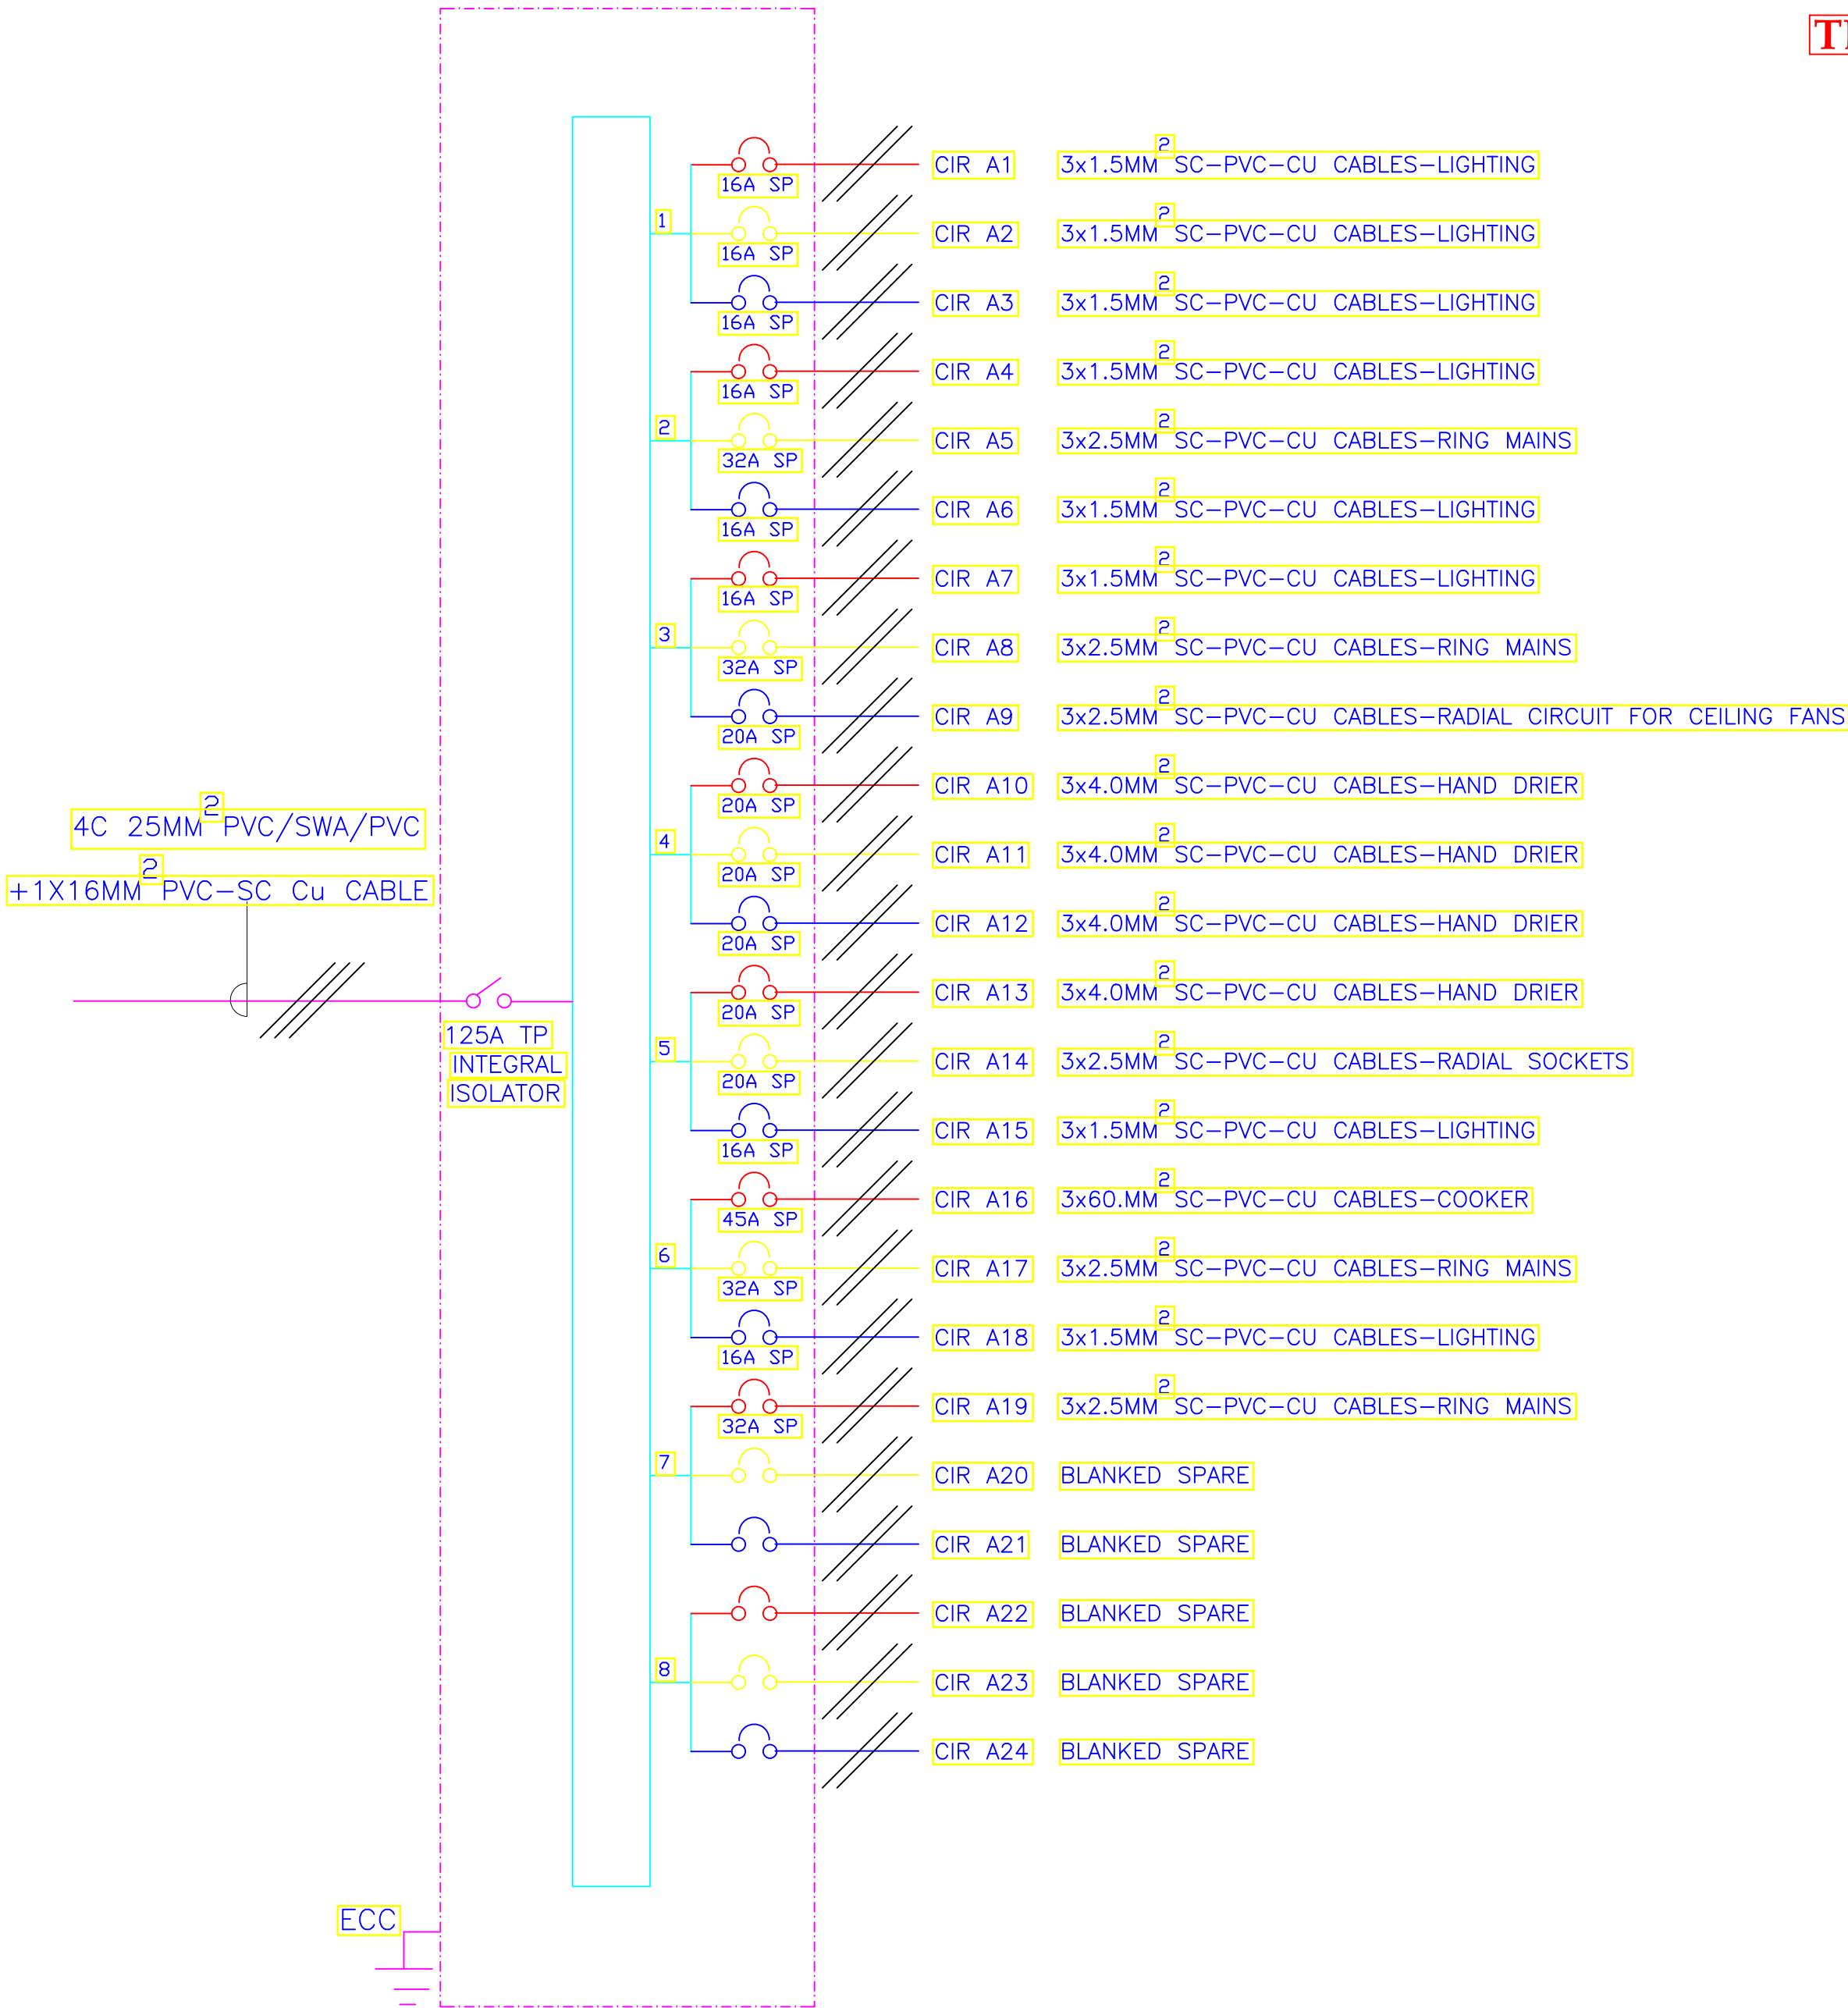 CIR A1 3x1.5MM² SC-PVC-CU CABLES-LIGHTING
16A SP
1
CIR A2 3x1.5MM² SC-PVC-CU CABLES-LIGHTING
16A SP
CIR A3 3x1.5MM² SC-PVC-CU CABLES-LIGHTING
16A SP
CIR A4 3x1.5MM² SC-PVC-CU CABLES-LIGHTING
16A SP
2
CIR A5 3x2.5MM² SC-PVC-CU CABLES-RING MAINS
32A SP
CIR A6 3x1.5MM² SC-PVC-CU CABLES-LIGHTING
16A SP
CIR A7 3x1.5MM² SC-PVC-CU CABLES-LIGHTING
16A SP
3
CIR A8 3x2.5MM² SC-PVC-CU CABLES-RING MAINS
32A SP
CIR A9 3x2.5MM² SC-PVC-CU CABLES-RADIAL CIRCUIT FOR CEILING FANS
20A SP
CIR A10 3x4.0MM² SC-PVC-CU CABLES-HAND DRIER
20A SP
4C 25MM² PVC/SWA/PVC
4
CIR A11 3x4.0MM² SC-PVC-CU CABLES-HAND DRIER
20A SP
+1X16MM² PVC-SC Cu CABLE
CIR A12 3x4.0MM² SC-PVC-CU CABLES-HAND DRIER
20A SP
CIR A13 3x4.0MM² SC-PVC-CU CABLES-HAND DRIER
20A SP
125A TP
INTEGRAL
ISOLATOR
5
CIR A14 3x2.5MM² SC-PVC-CU CABLES-RADIAL SOCKETS
20A SP
CIR A15 3x1.5MM² SC-PVC-CU CABLES-LIGHTING
16A SP
CIR A16 3x60.MM² SC-PVC-CU CABLES-COOKER
45A SP
6
CIR A17 3x2.5MM² SC-PVC-CU CABLES-RING MAINS
32A SP
CIR A18 3x1.5MM² SC-PVC-CU CABLES-LIGHTING
16A SP
CIR A19 3x2.5MM² SC-PVC-CU CABLES-RING MAINS
32A SP
7
CIR A20 BLANKED SPARE
CIR A21 BLANKED SPARE
CIR A22 BLANKED SPARE
8
CIR A23 BLANKED SPARE
CIR A24 BLANKED SPARE
ECC